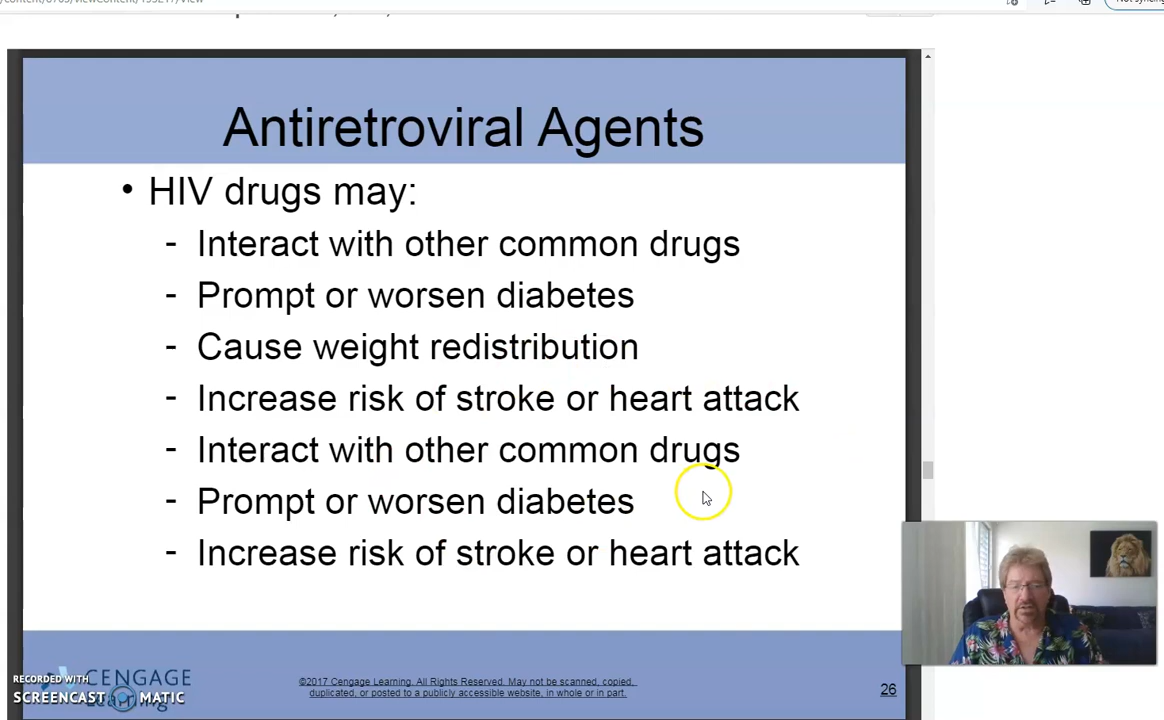 Antiretroviral Agents
• HIV drugs may:
- Interact with other common drugs
- Prompt or worsen diabetes
- Cause weight redistribution
- Increase risk of stroke or heart attack
- Interact with other common drugs
- Prompt or worsen diabetes
- Increase risk of stroke or heart attack
CENGAGE
Learning
RECORDED WITH
SCREENCAST MATIC
©2017 Cengage Learning. All Rights Reserved. May not be scanned, copied,
duplicated, or posted to a publicly accessible website, in whole or in part.
26